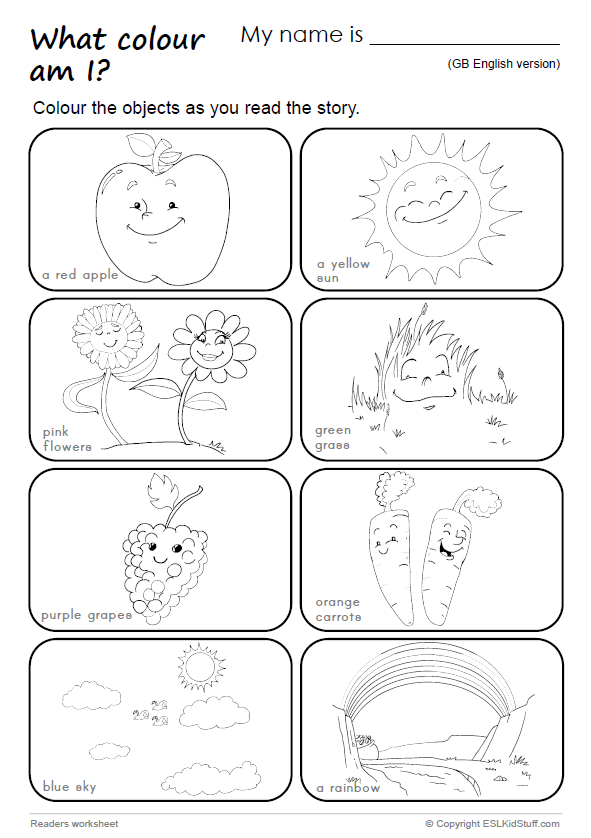 What colour
am I?
My name is _______________
(GB English version)
Colour the objects as you read the story.
a red apple
a yellow
sun
pink
flowers
green
grass
purple grapes
orange
carrots
blue sky
a rainbow
Readers worksheet
© Copyright ESLKidStuff.com